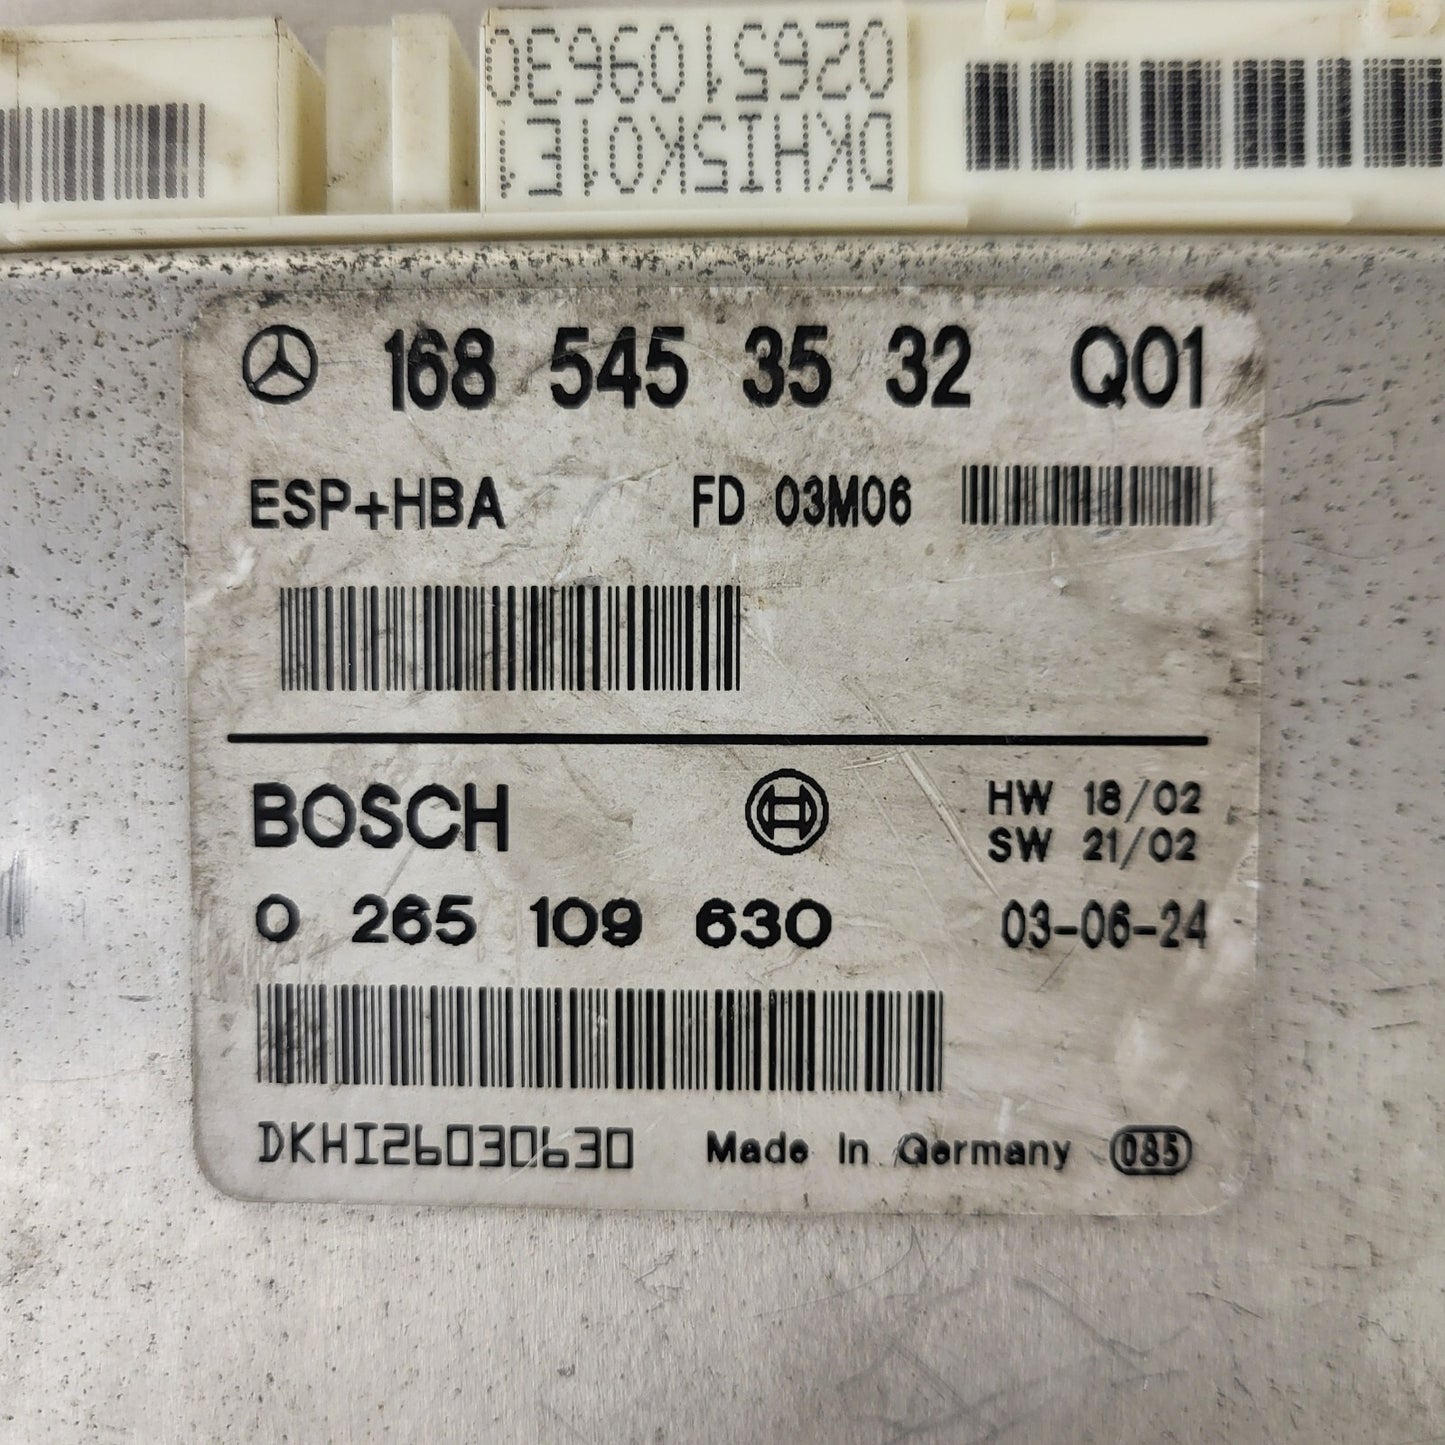 0265109630
DKHISK01E1
168 545 35 32 Q01
ESP+HBA FD 03M06
BOSCH HW 18/02
SW 21/02
0 265 109 630 03-06-24
DKHI26030630 Made In Germany 085